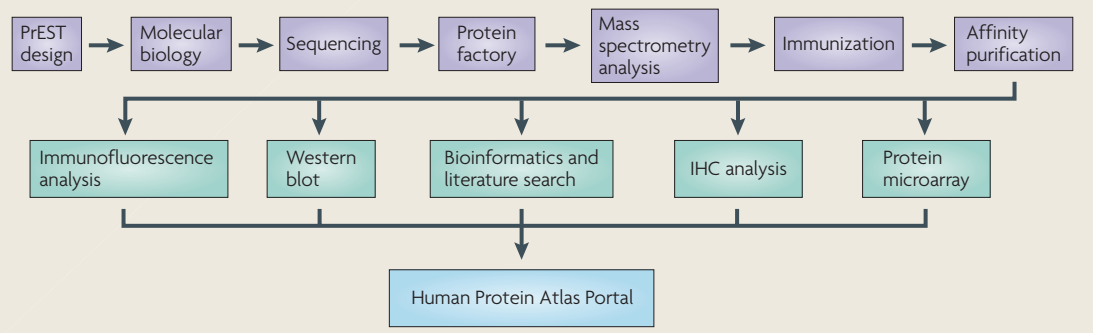 PrEST
design
Molecular
biology
Sequencing
Protein
factory
Mass
spectrometry
analysis
Immunization
Affinity
purification
Immunofluorescence
analysis
Western
blot
Bioinformatics and
literature search
IHC analysis
Protein
microarray
Human Protein Atlas Portal